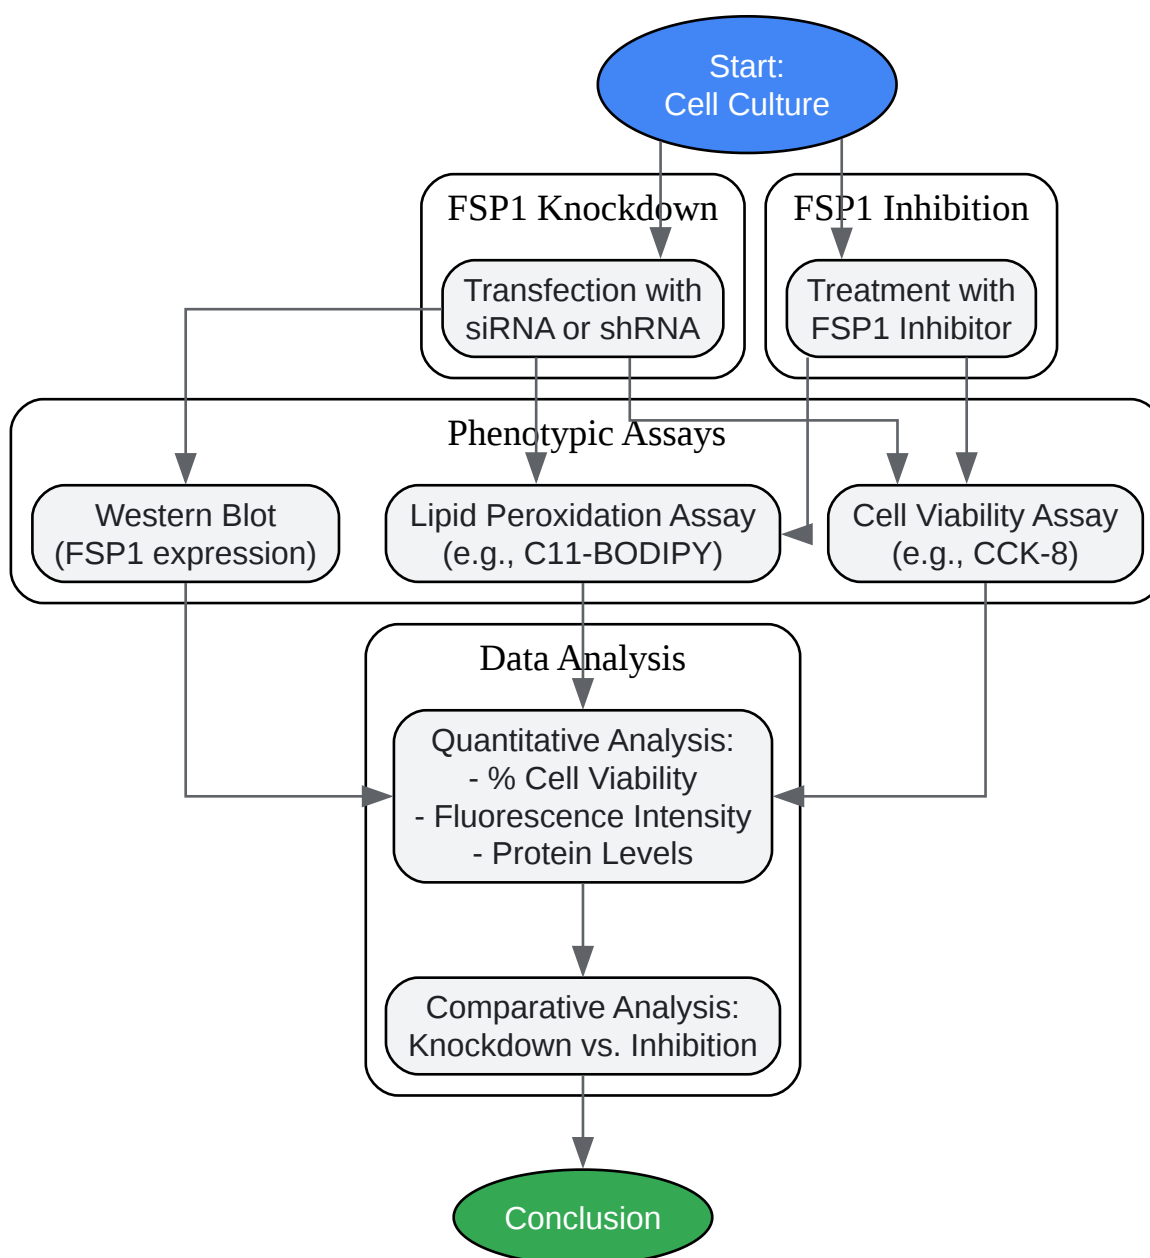 Start:
Cell Culture
FSP1 Knockdown
Transfection with
siRNA or shRNA
FSP1 Inhibition
Treatment with
FSP1 Inhibitor
Phenotypic Assays
Western Blot
(FSP1 expression)
Lipid Peroxidation Assay
(e.g., C11-BODIPY)
Cell Viability Assay
(e.g., CCK-8)
Data Analysis
Quantitative Analysis:
- % Cell Viability
- Fluorescence Intensity
- Protein Levels
Comparative Analysis:
Knockdown vs. Inhibition
Conclusion